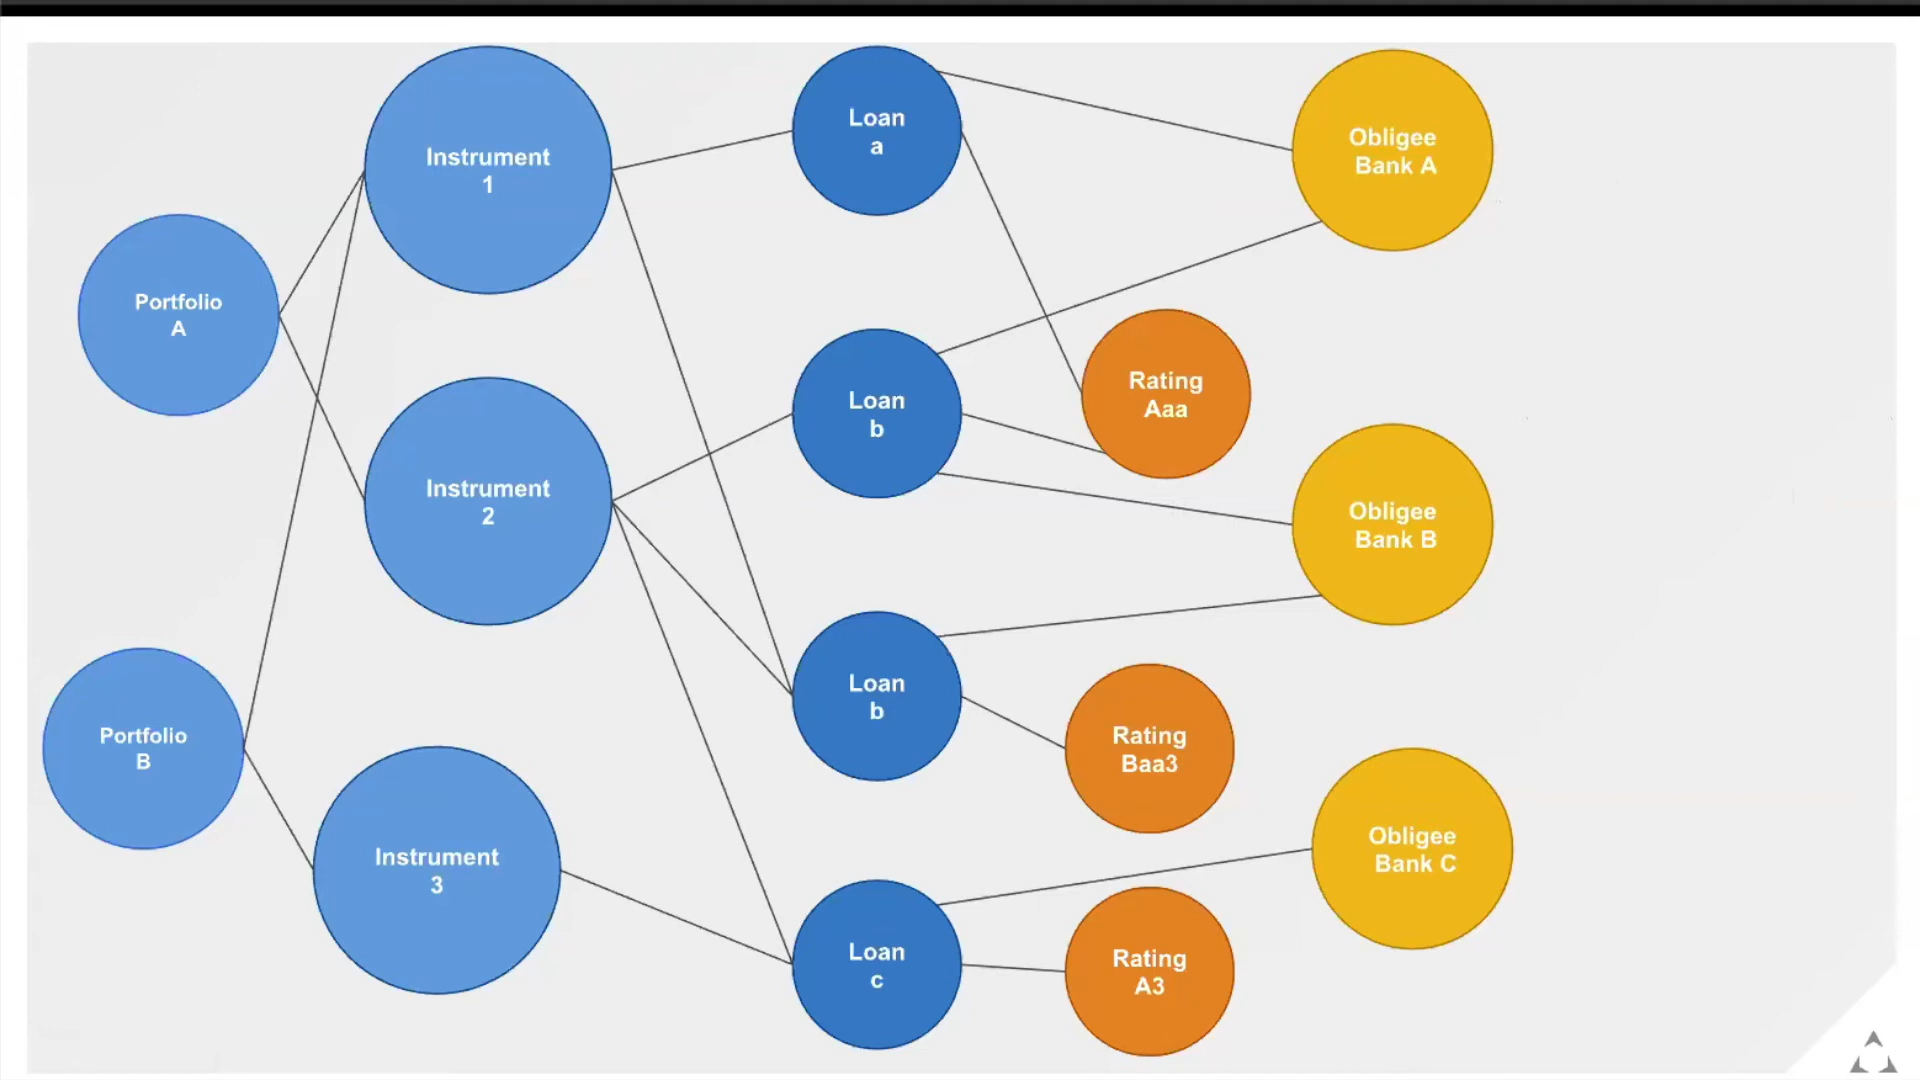 Portfolio
A
Portfolio
B
Instrument
1
Instrument
2
Instrument
3
Loan
a
Loan
b
Loan
b
Loan
c
Rating
Aaa
Rating
Baa3
Rating
A3
Obligee
Bank A
Obligee
Bank B
Obligee
Bank C